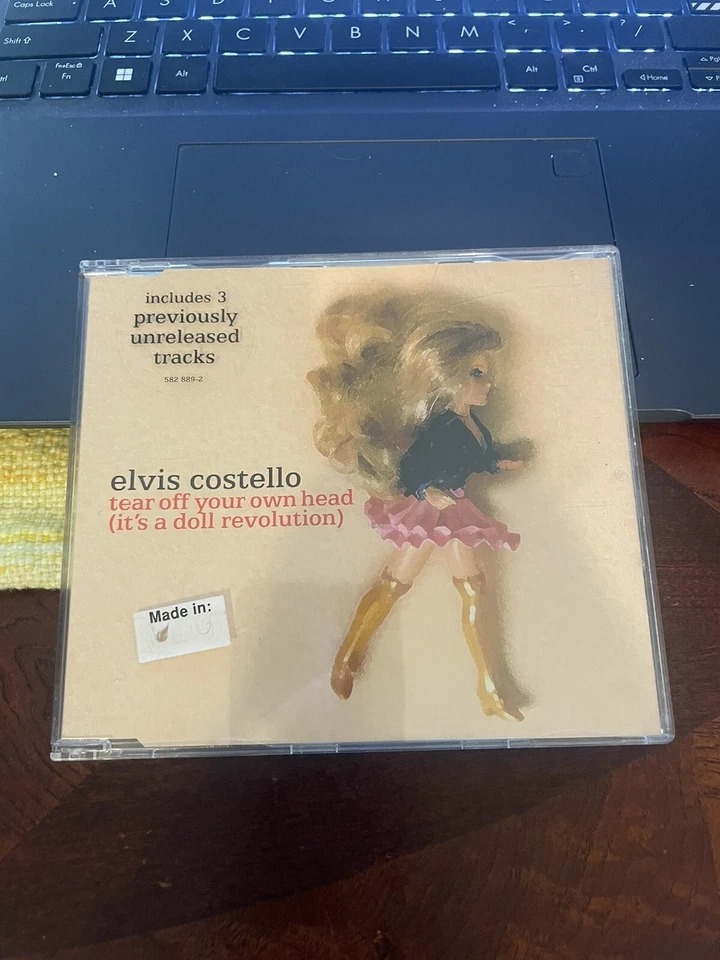 Caps Lock A S D F G H J K L
Shift ⇧ Z X C V B N M < , > . ? /
Ctrl Fn+Esc Fn Alt Alt Ctrl Home
includes 3
previously
unreleased
tracks
582 889-2
elvis costello
tear off your own head
(it's a doll revolution)
Made in: